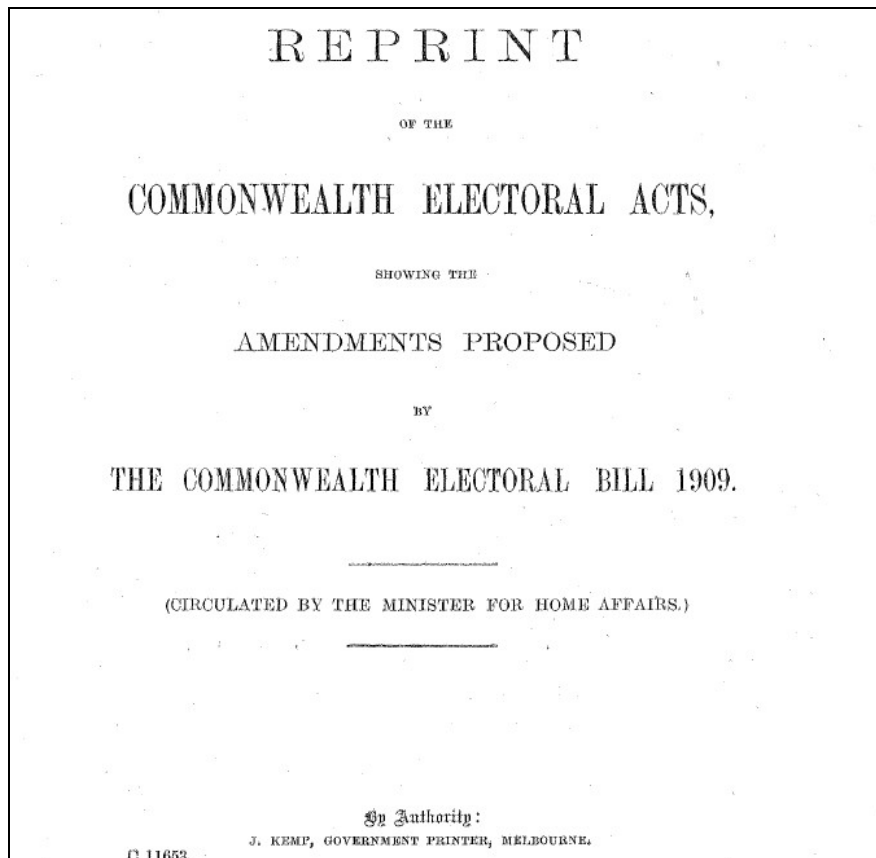 REPRINT
OF THE
COMMONWEALTH ELECTORAL ACTS,
SHOWING THE
AMENDMENTS PROPOSED
BY
THE COMMONWEALTH ELECTORAL BILL 1909.
(CIRCULATED BY THE MINISTER FOR HOME AFFAIRS.)
By Authority:
J. KEMP, GOVERNMENT PRINTER, MELBOURNE.
C.11653.